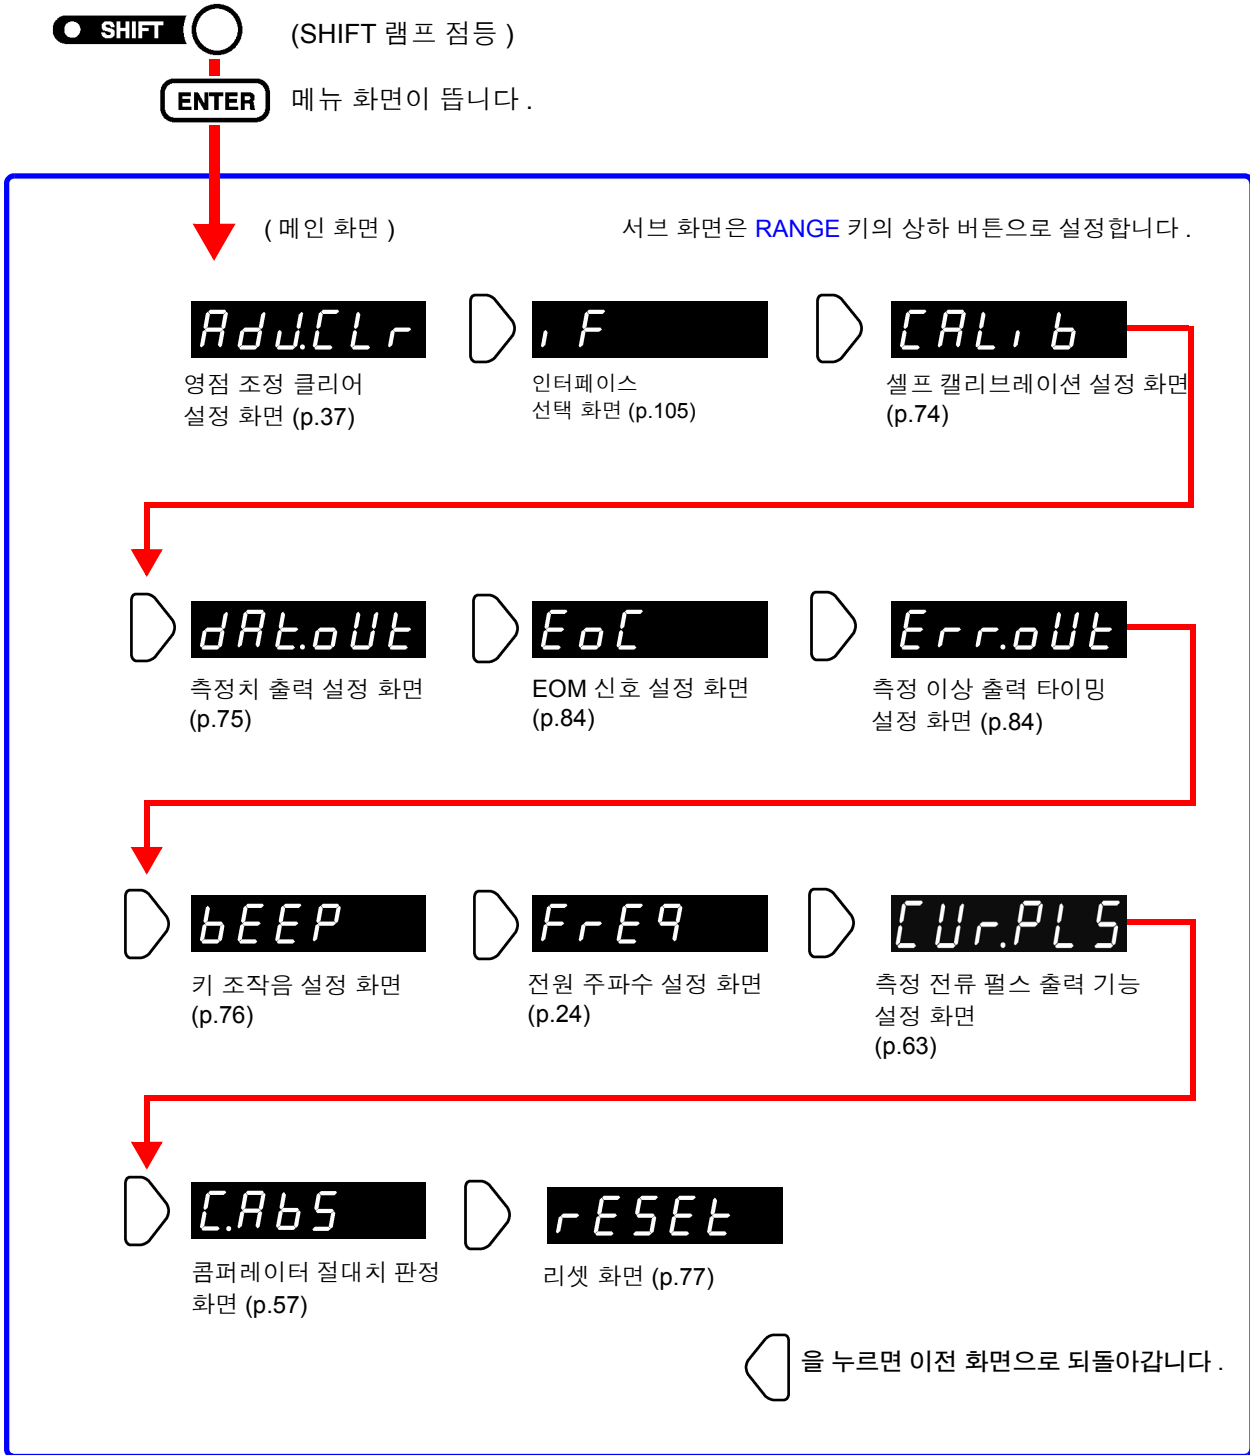 SHIFT (SHIFT 램프 점등 )
ENTER 메뉴 화면이 뜹니다 .
( 메인 화면 ) 서브 화면은 RANGE 키의 상하 버튼으로 설정합니다 .
AdJ.CLr iF CALib
영점 조정 클리어
설정 화면 (p.37)
인터페이스
선택 화면 (p.105)
셀프 캘리브레이션 설정 화면
(p.74)
dAt.oUt EoC Err.oUt
측정치 출력 설정 화면
(p.75)
EOM 신호 설정 화면
(p.84)
측정 이상 출력 타이밍
설정 화면 (p.84)
bEEP FrEq CUr.PLS
키 조작음 설정 화면
(p.76)
전원 주파수 설정 화면
(p.24)
측정 전류 펄스 출력 기능
설정 화면
(p.63)
C.AbS rESEt
콤퍼레이터 절대치 판정
화면 (p.57)
리셋 화면 (p.77)
을 누르면 이전 화면으로 되돌아갑니다 .